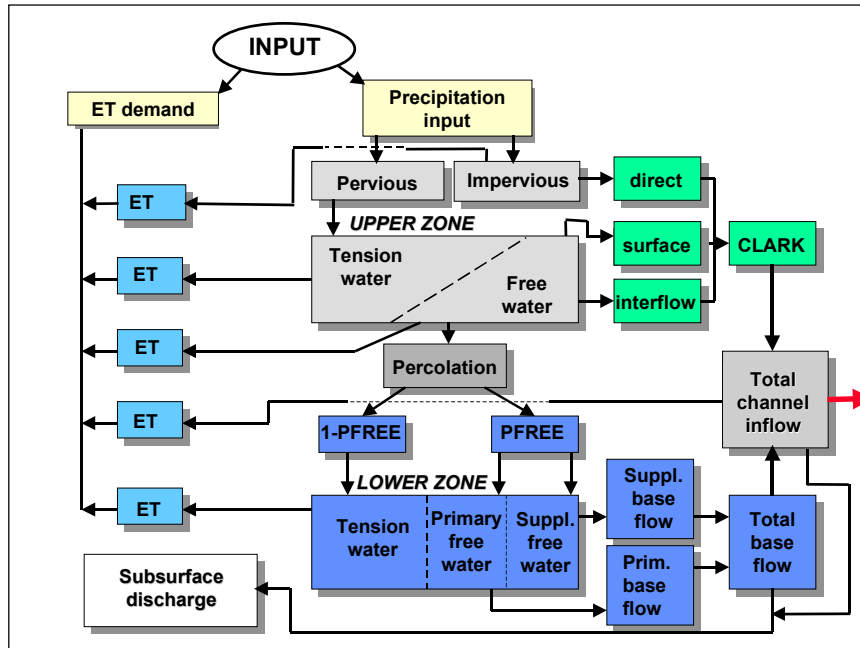 INPUT
ET demand
Precipitation
input
Pervious
Impervious
direct
ET
UPPER ZONE
Tension
water
Free
water
surface
CLARK
ET
interflow
ET
Percolation
Total
channel
inflow
ET
1-PFREE
PFREE
LOWER ZONE
ET
Tension
water
Primary
free
water
Suppl.
free
water
Suppl.
base
flow
Total
base
flow
Prim.
base
flow
Subsurface
discharge